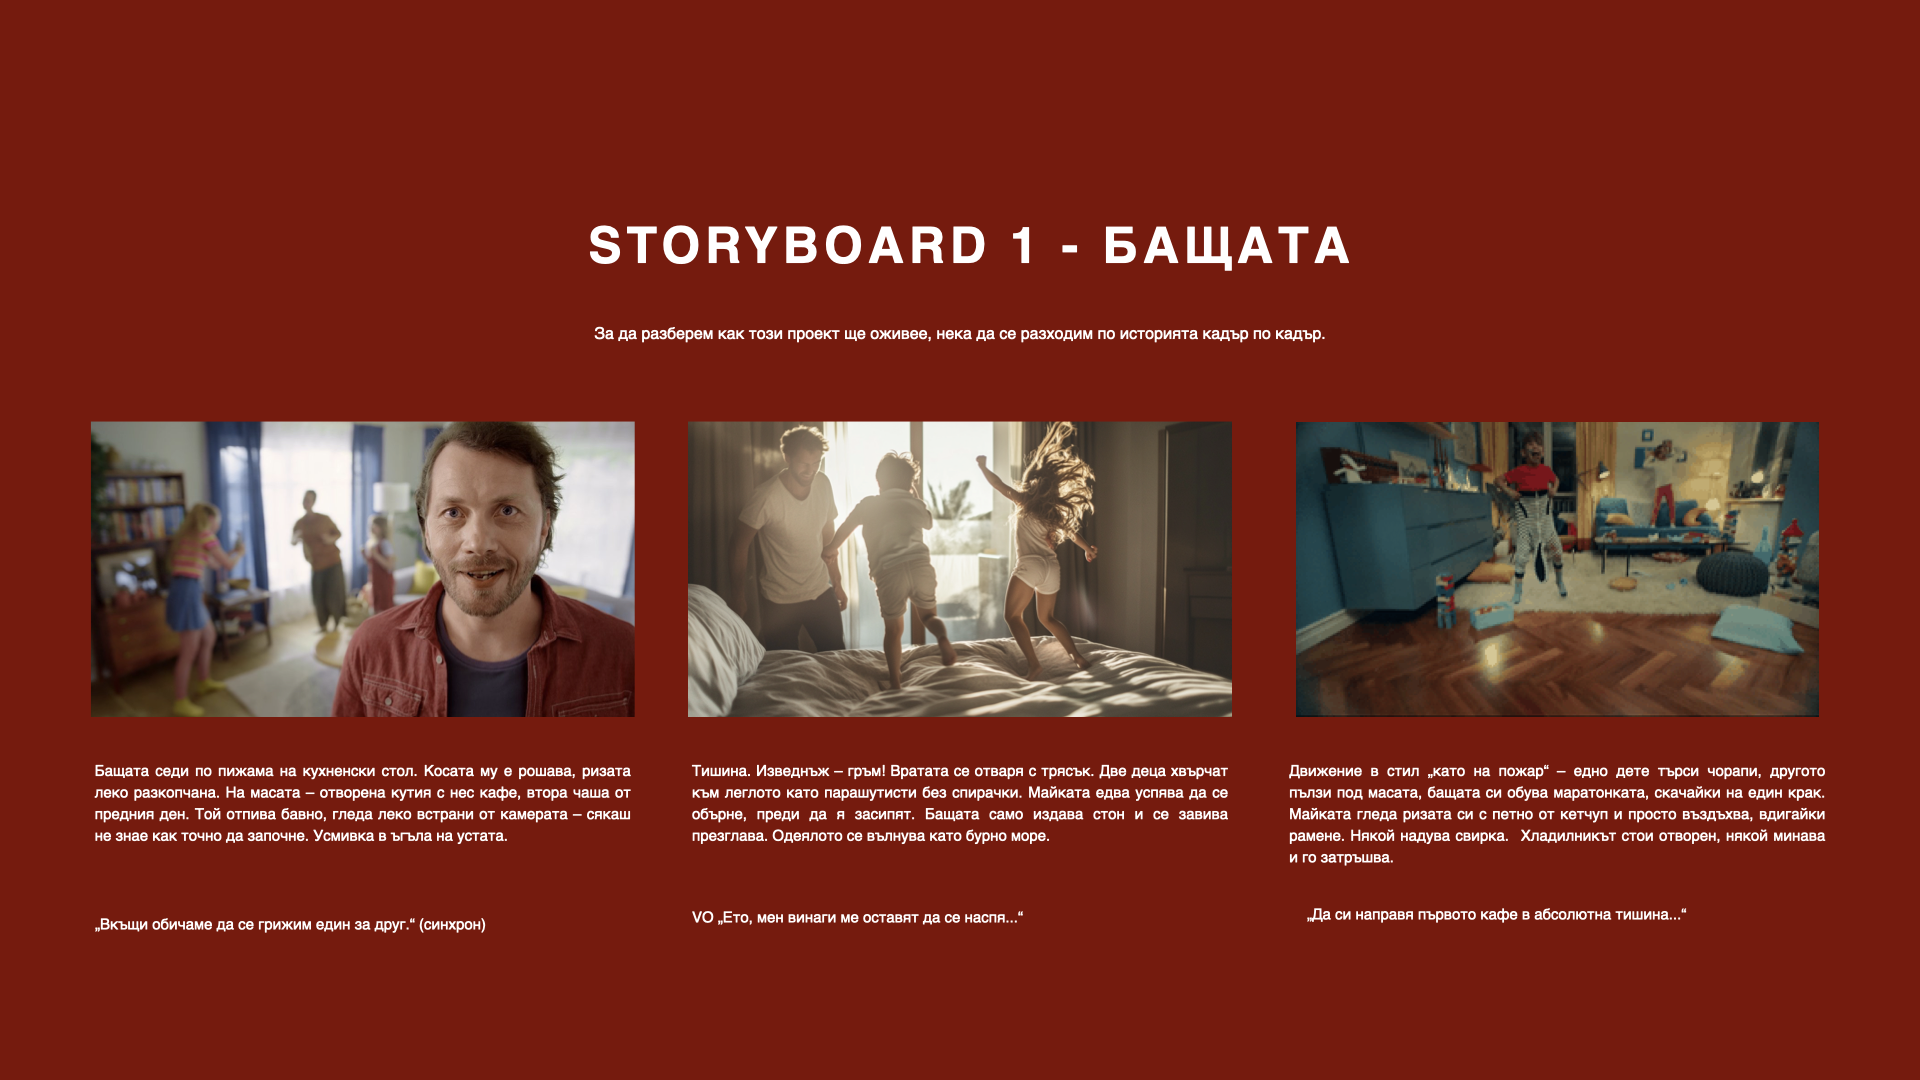 STORYBOARD 1 - БАЩАТА
За да разберем как този проект ще оживее, нека да се разходим по историята кадър по кадър.
Бащата седи по пижама на кухненски стол. Косата му е рошава, ризата
леко разкопчана. На масата – отворена кутия с нес кафе, втора чаша от
предния ден. Той отпива бавно, гледа леко встрани от камерата – сякаш
не знае как точно да започне. Усмивка в ъгъла на устата.
„Вкъщи обичаме да се грижим един за друг.“ (синхрон)
Тишина. Изведнъж – гръм! Вратата се отваря с трясък. Две деца хвърчат
към леглото като парашутисти без спирачки. Майката едва успява да се
обърне, преди да я засипят. Бащата само издава стон и се завива
презглава. Одеялото се вълнува като бурно море.
VO „Ето, мен винаги ме оставят да се наспя...“
Движение в стил „като на пожар“ – едно дете търси чорапи, другото
пълзи под масата, бащата си обува маратонката, скачайки на един крак.
Майката гледа ризата си с петно от кетчуп и просто въздъхва, вдигайки
рамене. Някой надува свирка. Хладилникът стои отворен, някой минава
и го затръшва.
„Да си направя първото кафе в абсолютна тишина...“